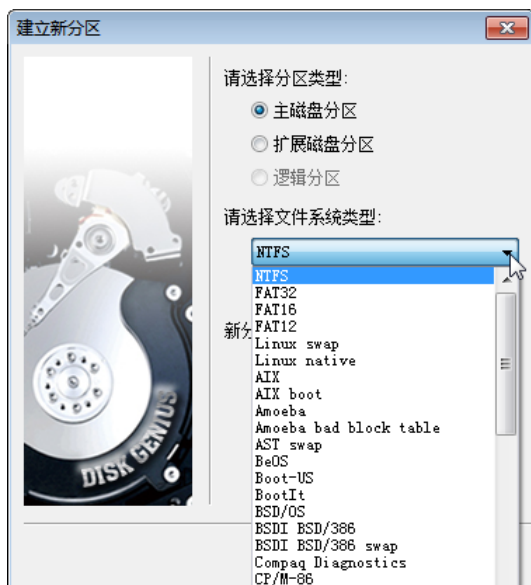 建立新分区
请选择分区类型:
主磁盘分区
扩展磁盘分区
逻辑分区
请选择文件系统类型:
NTFS
NTFS
FAT32
FAT16
新分
FAT12
Linux swap
Linux native
AIX
AIX boot
Amoeba
Amoeba bad block table
AST swap
BeOS
Boot-US
BootIt
BSD/OS
BSDI BSD/386
BSDI BSD/386 swap
Compaq Diagnostics
CP/M-86
DISK GENIUS